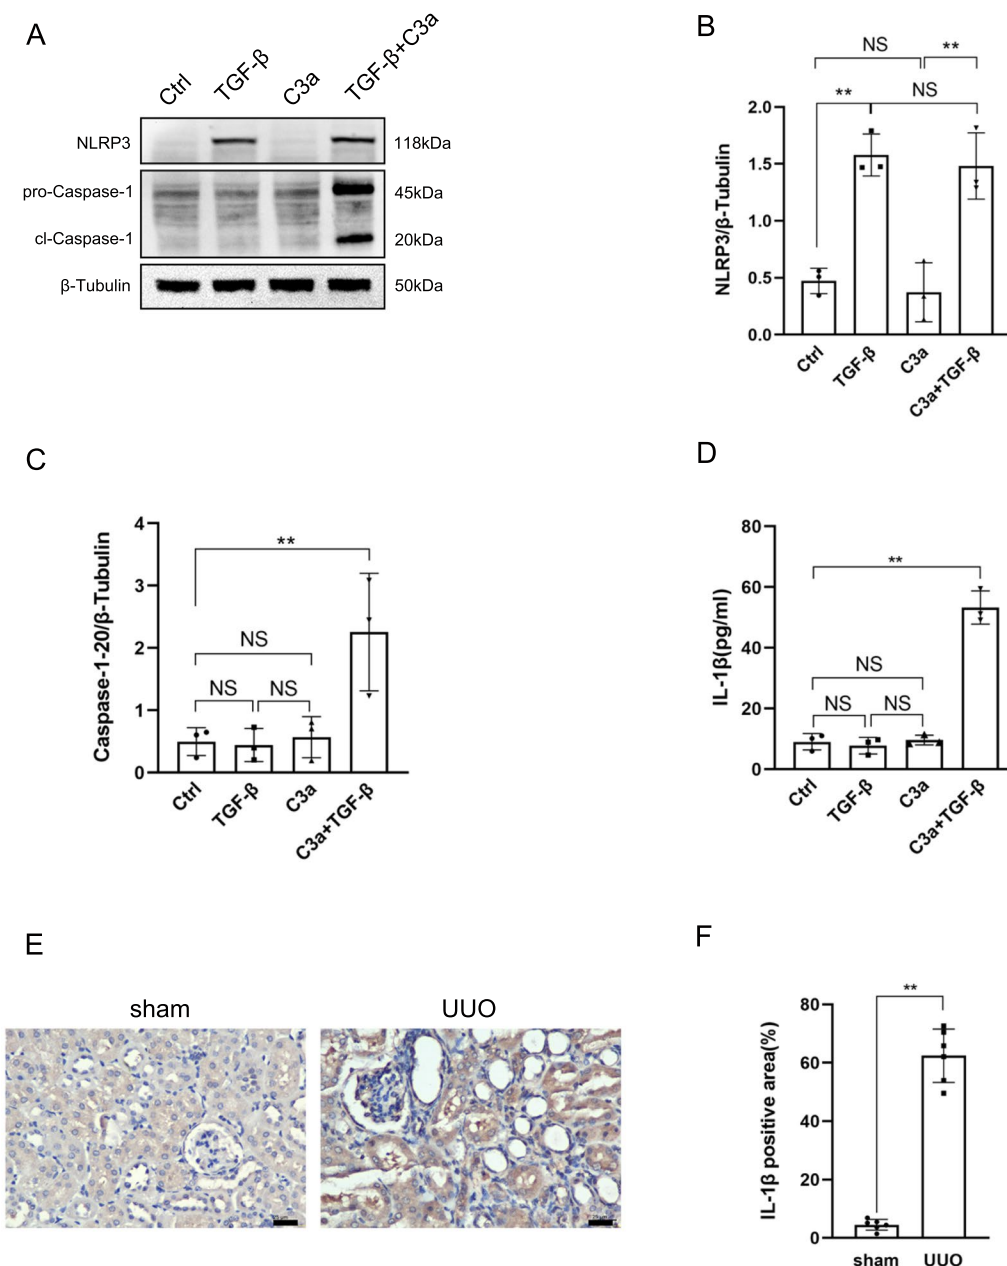 A
Ctrl
TGF-β
C3a
TGF-β+C3a
NLRP3
118kDa
pro-Caspase-1
45kDa
cl-Caspase-1
20kDa
β-Tubulin
50kDa
B
NS
**
**
NS
NLRP3/β-Tubulin
2.0
1.5
1.0
0.5
0.0
Ctrl
TGF-β
C3a
C3a+TGF-β
C
Caspase-1-20/β-Tubulin
4
3
2
1
0
**
NS
NS
NS
Ctrl
TGF-β
C3a
C3a+TGF-β
D
IL-1β(pg/ml)
80
60
40
20
0
**
NS
NS
NS
Ctrl
TGF-β
C3a
C3a+TGF-β
E
sham
UUO
F
IL-1β positive area(%)
80
60
40
20
0
**
sham
UUO